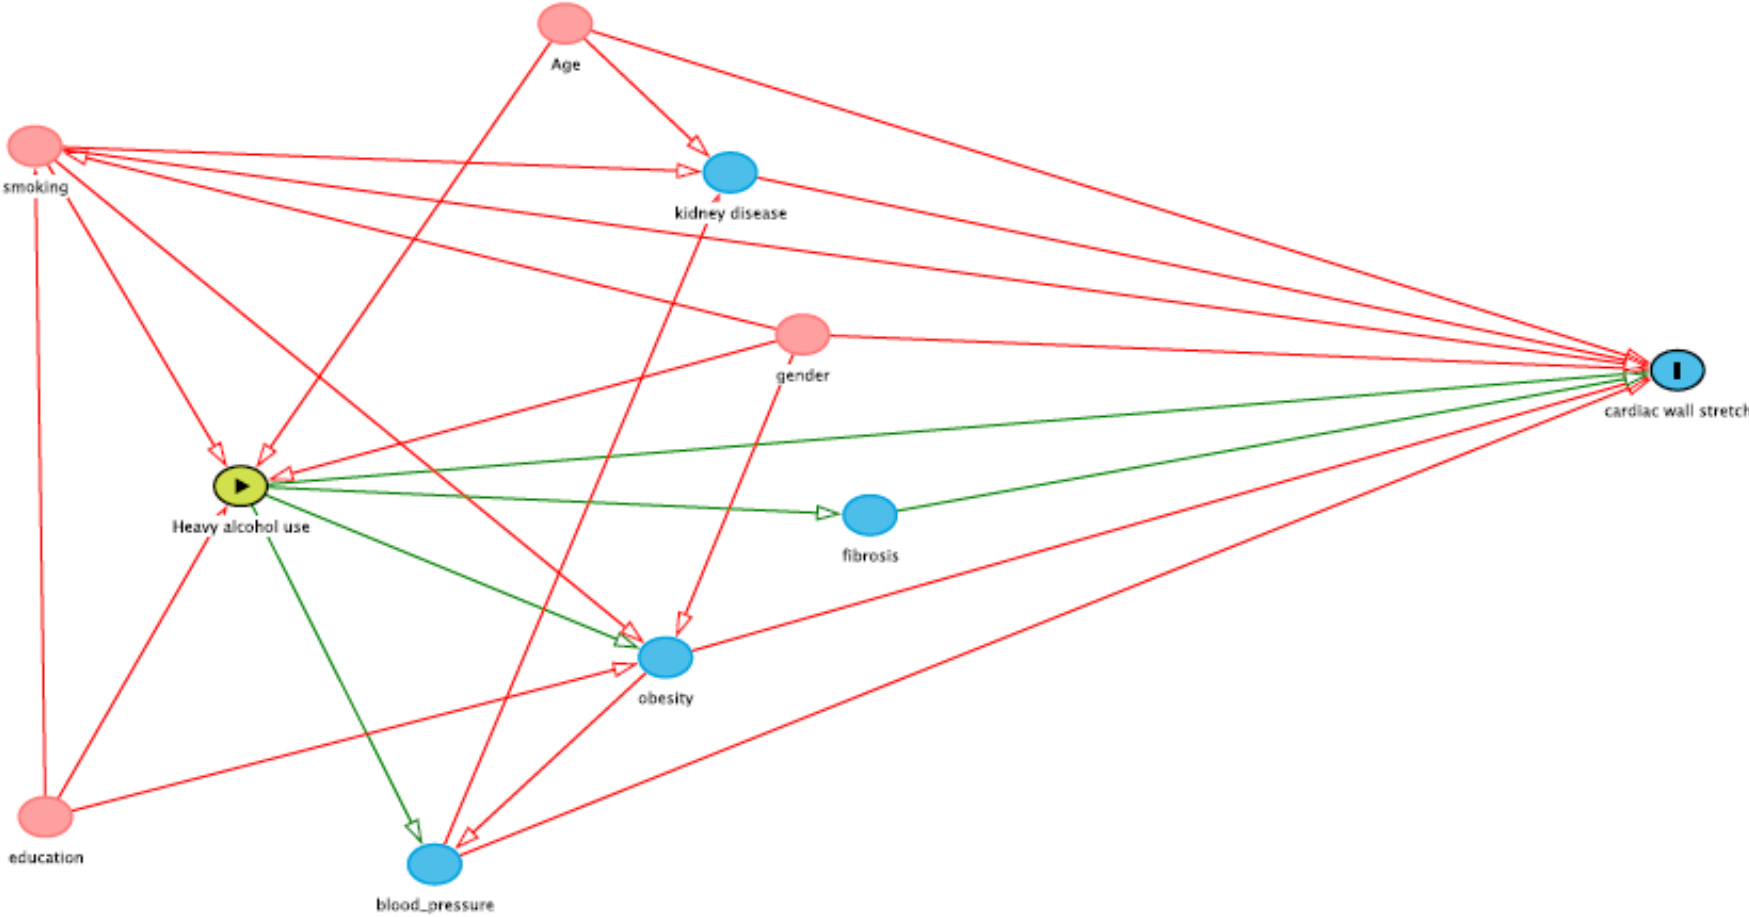 Age
smoking
kidney disease
gender
cardiac wall stretch
Heavy alcohol use
fibrosis
obesity
education
blood_pressure